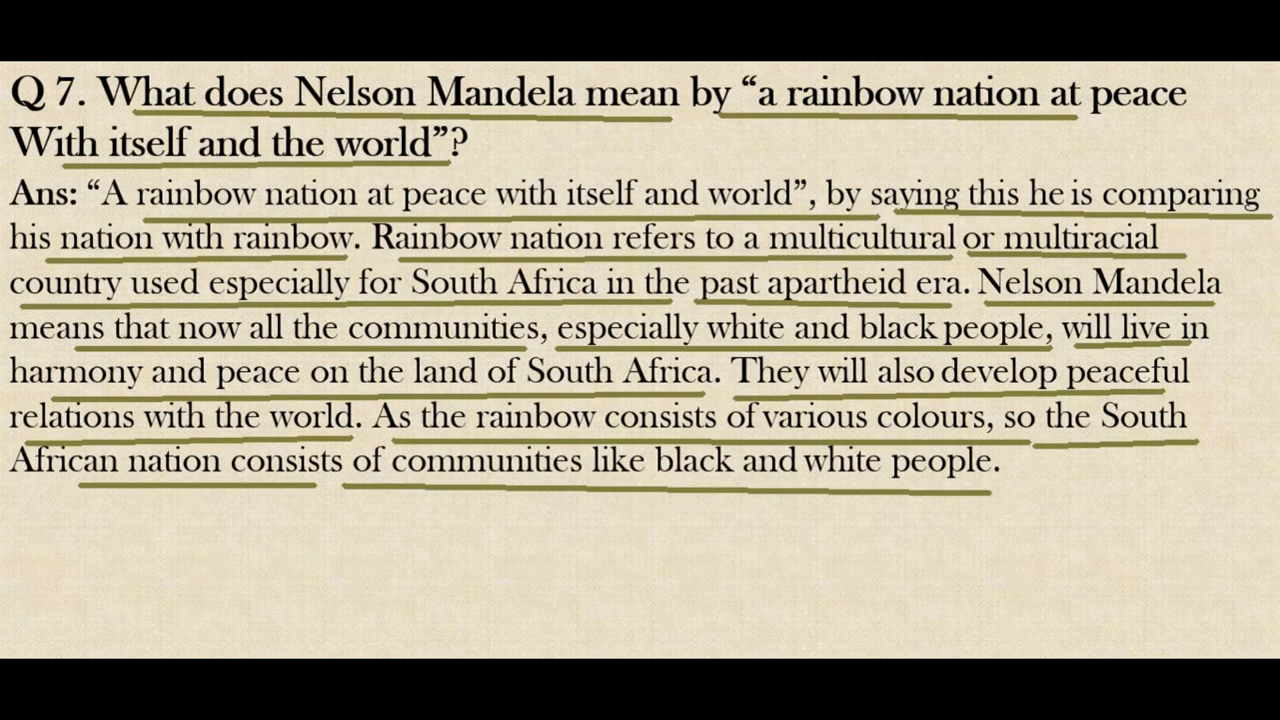 Q 7. What does Nelson Mandela mean by “a rainbow nation at peace
With itself and the world”?
Ans: “A rainbow nation at peace with itself and world”, by saying this he is comparing
his nation with rainbow. Rainbow nation refers to a multicultural or multiracial
country used especially for South Africa in the past apartheid era. Nelson Mandela
means that now all the communities, especially white and black people, will live in
harmony and peace on the land of South Africa. They will also develop peaceful
relations with the world. As the rainbow consists of various colours, so the South
African nation consists of communities like black and white people.